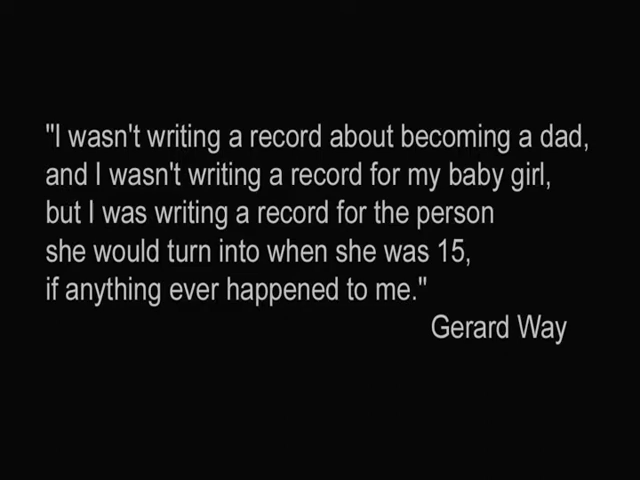 "I wasn't writing a record about becoming a dad,
and I wasn't writing a record for my baby girl,
but I was writing a record for the person
she would turn into when she was 15,
if anything ever happened to me."
Gerard Way